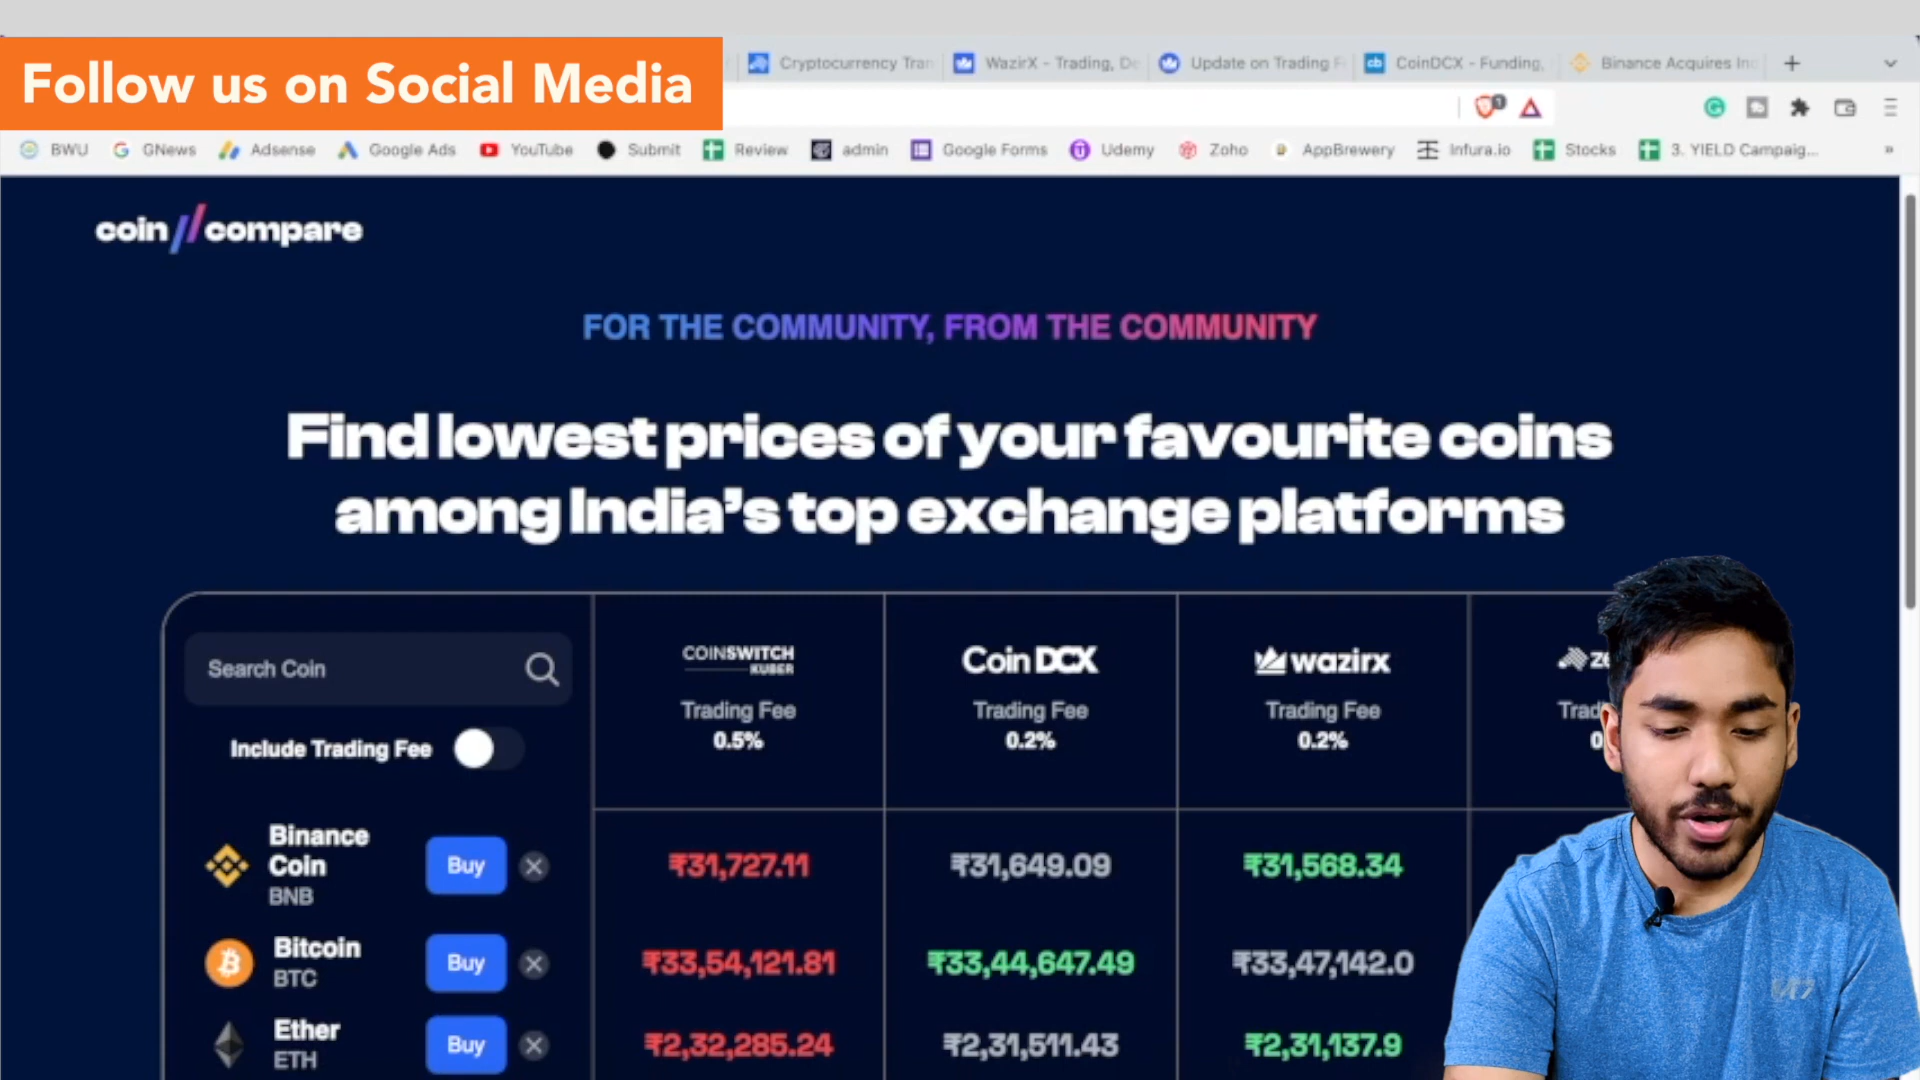 Follow us on Social Media
Cryptocurrency Tran
WazirX - Trading, De
Update on Trading F
CoinDCX - Funding,
Binance Acquires Ind
BWU
GNews
Adsense
Google Ads
YouTube
Submit
Review
admin
Google Forms
Udemy
Zoho
AppBrewery
Infura.io
Stocks
3. YIELD Campaig...
coin//compare
FOR THE COMMUNITY, FROM THE COMMUNITY
Find lowest prices of your favourite coins
among India's top exchange platforms
Search Coin
Include Trading Fee
COINSWITCH
KUBER
Trading Fee
0.5%
CoinDCX
Trading Fee
0.2%
wazirx
Trading Fee
0.2%
Binance
Coin
BNB
Buy
₹31,727.11
₹31,649.09
₹31,568.34
Bitcoin
BTC
Buy
₹33,54,121.81
₹33,44,647.49
₹33,47,142.0
Ether
ETH
Buy
₹2,32,285.24
₹2,31,511.43
₹2,31,137.9